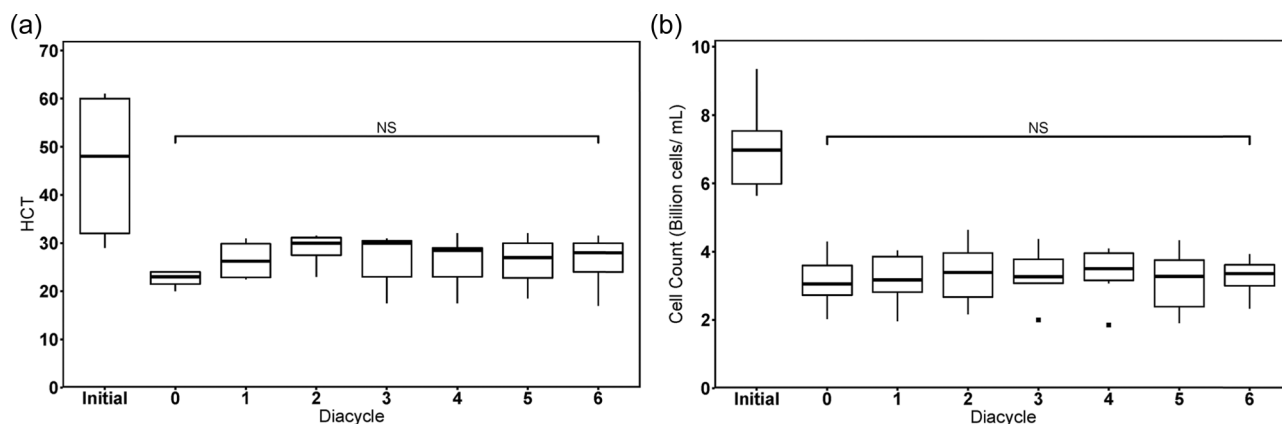 (a)
70
60
50
40
30
20
10
0
HCT
NS
Initial 0 1 2 3 4 5 6
Diacycle
(b)
10
8
6
4
2
0
Cell Count (Billion cells/ mL)
NS
Initial 0 1 2 3 4 5 6
Diacycle